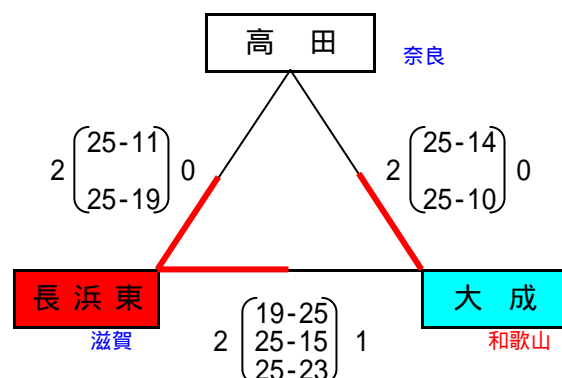 高 田
奈良
2 25-11 0
25-19
2 25-14 0
25-10
長浜東
滋賀
大 成
和歌山
2 19-25 1
25-15
25-23